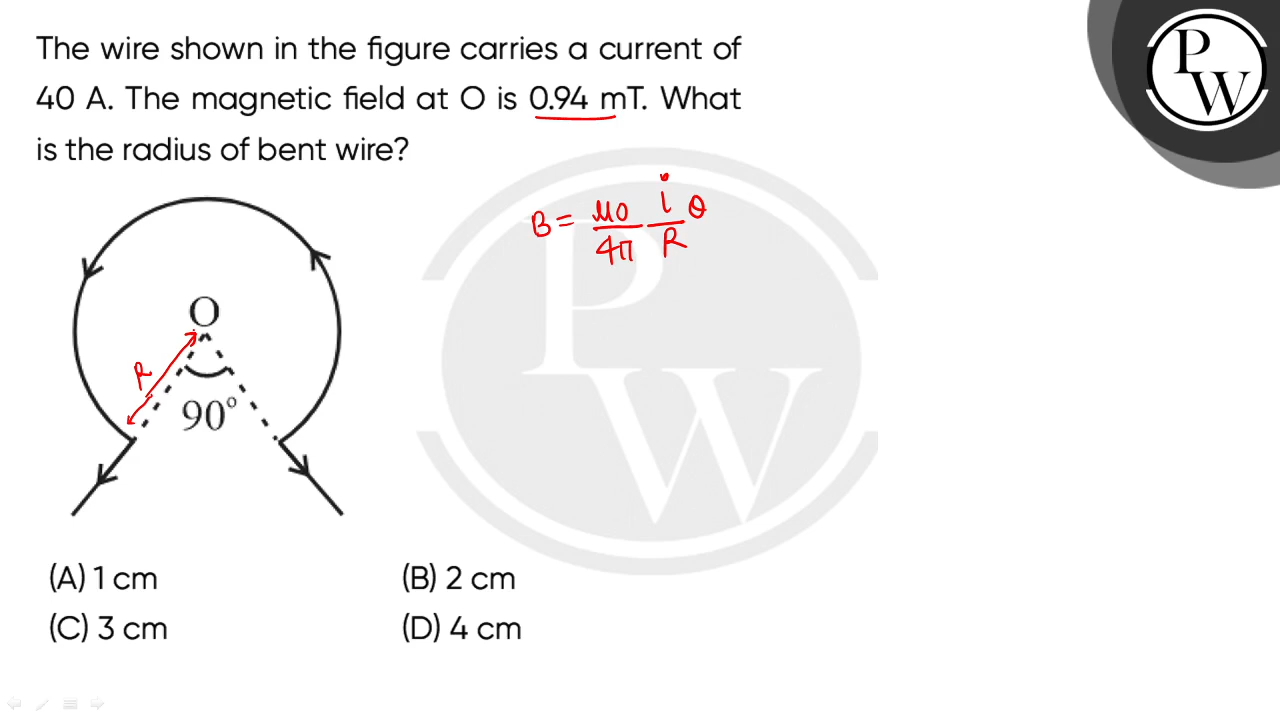 The wire shown in the figure carries a current of
40 A. The magnetic field at O is 0.94 mT. What
is the radius of bent wire?
P
W
B = μ0/4π i/R θ
O
R
90°
PW
(A) 1 cm
(B) 2 cm
(C) 3 cm
(D) 4 cm